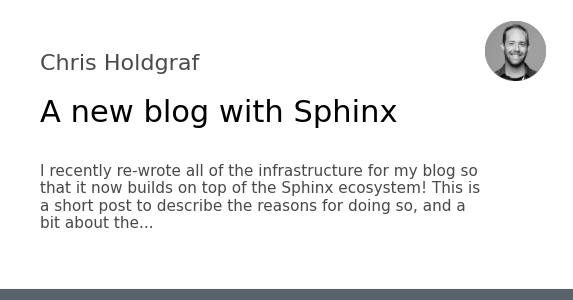 Chris Holdgraf
A new blog with Sphinx
I recently re-wrote all of the infrastructure for my blog so
that it now builds on top of the Sphinx ecosystem! This is
a short post to describe the reasons for doing so, and a
bit about the...